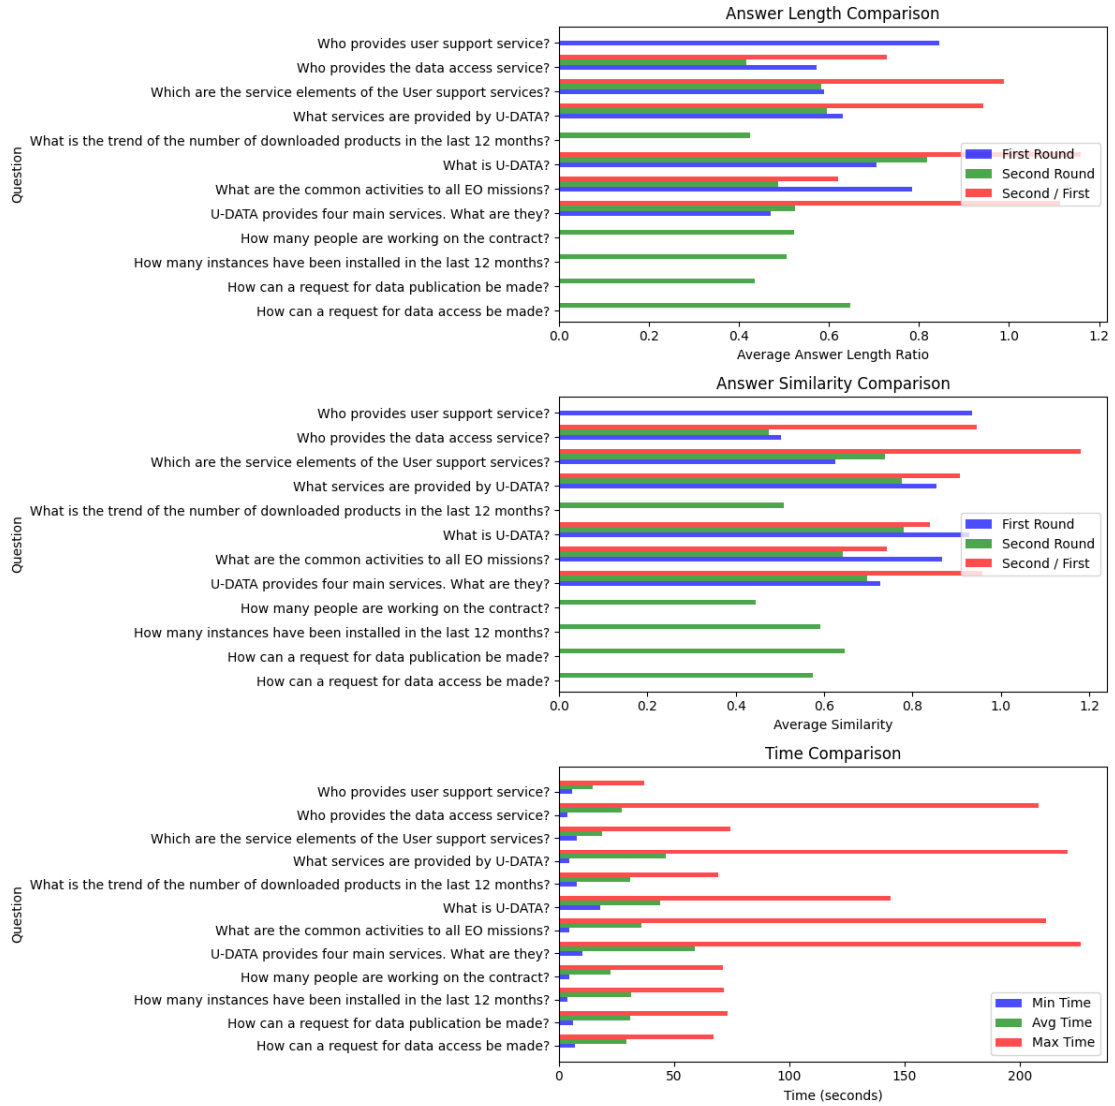 Answer Length Comparison
Question
Who provides user support service?
Who provides the data access service?
Which are the service elements of the User support services?
What services are provided by U-DATA?
What is the trend of the number of downloaded products in the last 12 months?
What is U-DATA?
What are the common activities to all EO missions?
U-DATA provides four main services. What are they?
How many people are working on the contract?
How many instances have been installed in the last 12 months?
How can a request for data publication be made?
How can a request for data access be made?
First Round
Second Round
Second / First
0.0 0.2 0.4 0.6 0.8 1.0 1.2
Average Answer Length Ratio
Answer Similarity Comparison
Question
Who provides user support service?
Who provides the data access service?
Which are the service elements of the User support services?
What services are provided by U-DATA?
What is the trend of the number of downloaded products in the last 12 months?
What is U-DATA?
What are the common activities to all EO missions?
U-DATA provides four main services. What are they?
How many people are working on the contract?
How many instances have been installed in the last 12 months?
How can a request for data publication be made?
How can a request for data access be made?
First Round
Second Round
Second / First
0.0 0.2 0.4 0.6 0.8 1.0 1.2
Average Similarity
Time Comparison
Question
Who provides user support service?
Who provides the data access service?
Which are the service elements of the User support services?
What services are provided by U-DATA?
What is the trend of the number of downloaded products in the last 12 months?
What is U-DATA?
What are the common activities to all EO missions?
U-DATA provides four main services. What are they?
How many people are working on the contract?
How many instances have been installed in the last 12 months?
How can a request for data publication be made?
How can a request for data access be made?
Min Time
Avg Time
Max Time
0 50 100 150 200
Time (seconds)